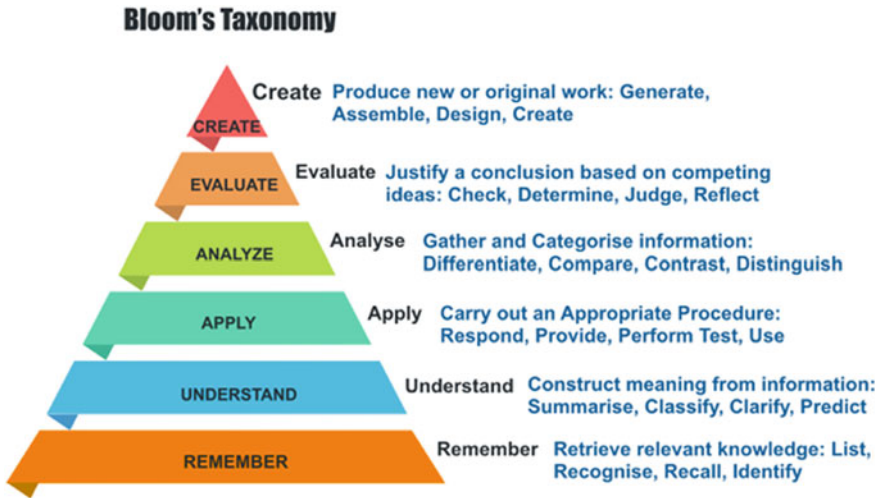 Bloom's Taxonomy
CREATE
Create
Produce new or original work: Generate,
Assemble, Design, Create
EVALUATE
Evaluate
Justify a conclusion based on competing
ideas: Check, Determine, Judge, Reflect
ANALYZE
Analyse
Gather and Categorise information:
Differentiate, Compare, Contrast, Distinguish
APPLY
Apply
Carry out an Appropriate Procedure:
Respond, Provide, Perform Test, Use
UNDERSTAND
Understand
Construct meaning from information:
Summarise, Classify, Clarify, Predict
REMEMBER
Remember
Retrieve relevant knowledge: List,
Recognise, Recall, Identify